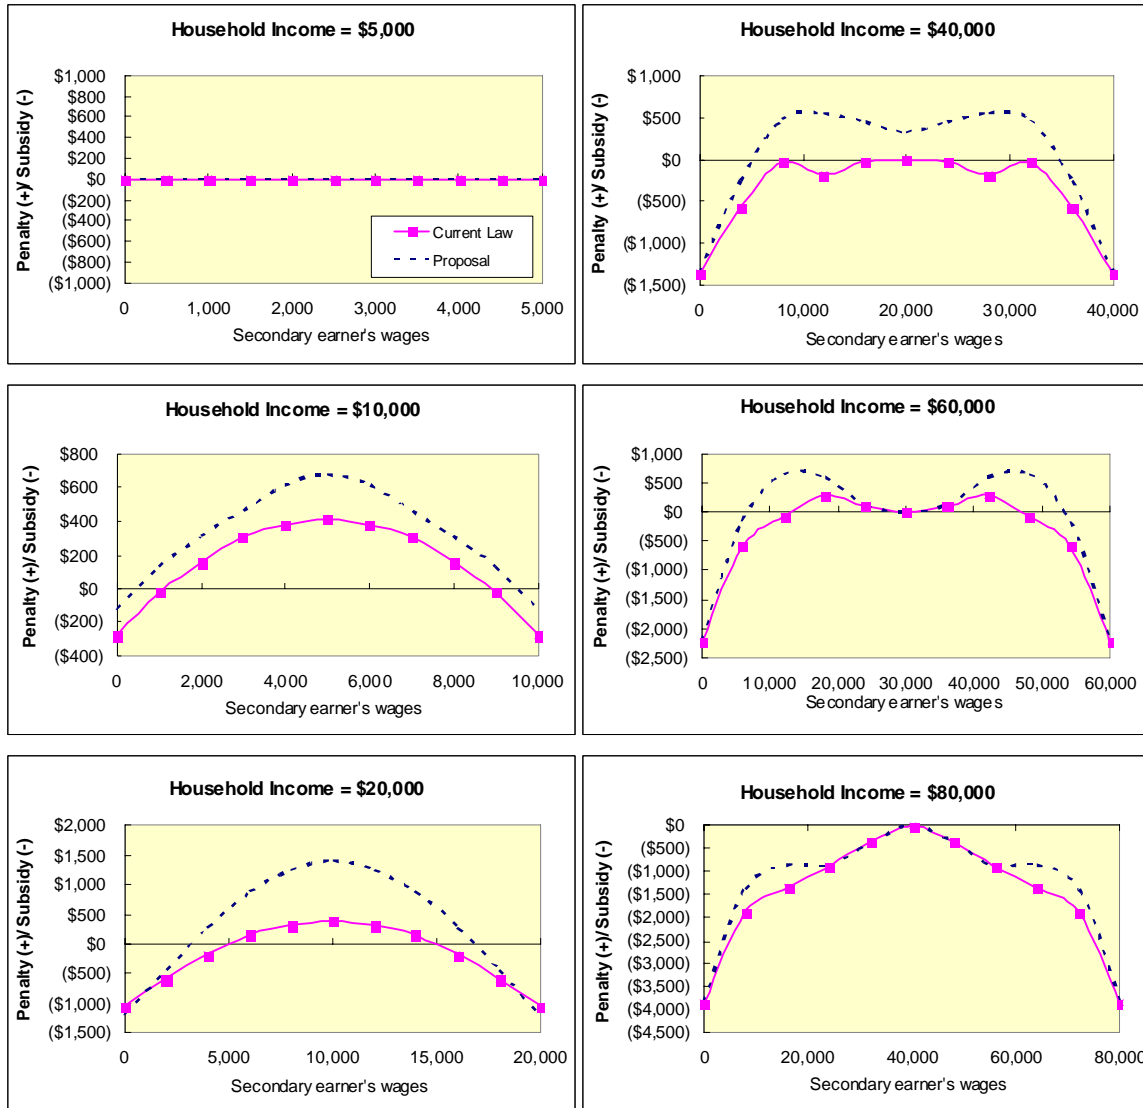 Household Income = $5,000
Penalty (+)/ Subsidy (-)
$1,000
$800
$600
$400
$200
$0
($200)
($400)
($600)
($800)
($1,000)
Current Law
Proposal
0 1,000 2,000 3,000 4,000 5,000
Secondary earner's wages
Household Income = $40,000
Penalty (+)/ Subsidy (-)
$1,000
$500
$0
($500)
($1,000)
($1,500)
0 10,000 20,000 30,000 40,000
Secondary earner's wages
Household Income = $10,000
Penalty (+)/ Subsidy (-)
$800
$600
$400
$200
$0
($200)
($400)
0 2,000 4,000 6,000 8,000 10,000
Secondary earner's wages
Household Income = $60,000
Penalty (+)/ Subsidy (-)
$1,000
$500
$0
($500)
($1,000)
($1,500)
($2,000)
($2,500)
0 10,000 20,000 30,000 40,000 50,000 60,000
Secondary earner's wages
Household Income = $20,000
Penalty (+)/ Subsidy (-)
$2,000
$1,500
$1,000
$500
$0
($500)
($1,000)
($1,500)
0 5,000 10,000 15,000 20,000
Secondary earner's wages
Household Income = $80,000
Penalty (+)/ Subsidy (-)
$0
($500)
($1,000)
($1,500)
($2,000)
($2,500)
($3,000)
($3,500)
($4,000)
($4,500)
0 20,000 40,000 60,000 80,000
Secondary earner's wages